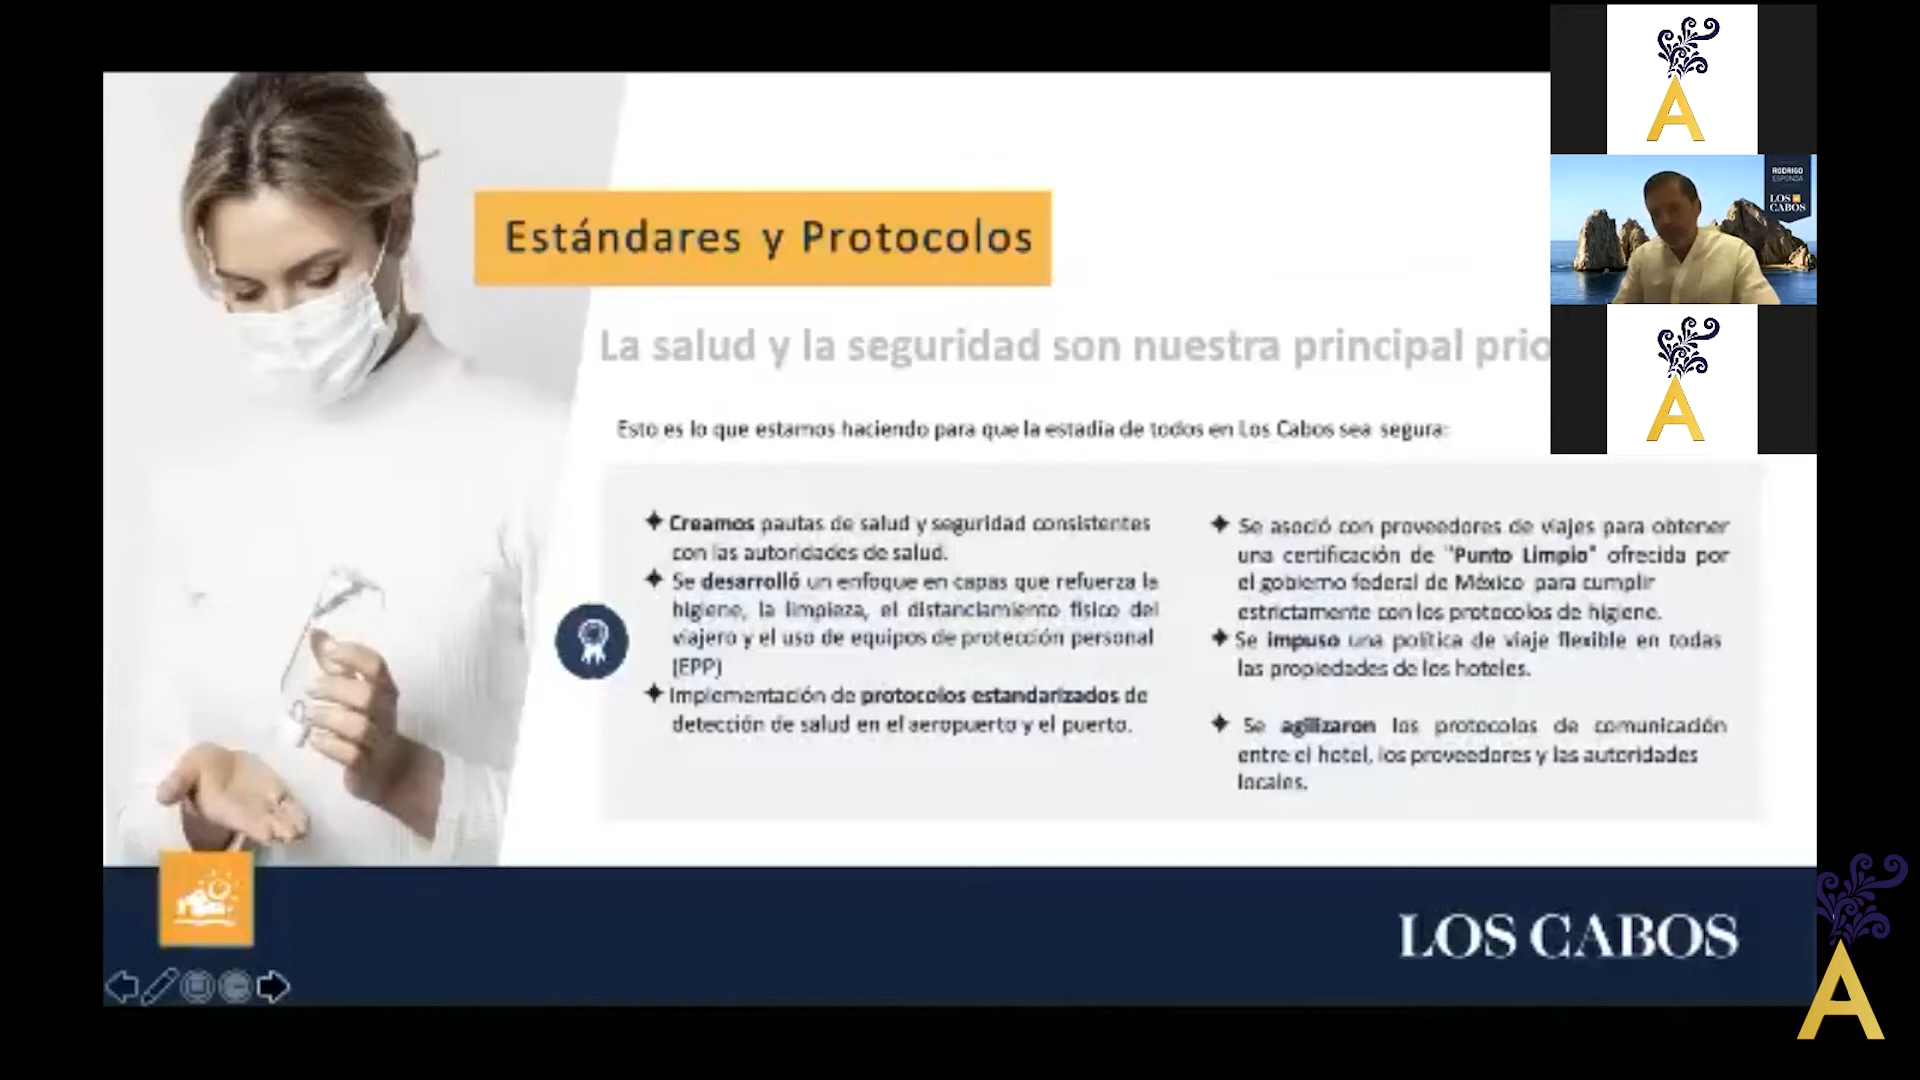 Estándares y Protocolos
La salud y la seguridad son nuestra principal prio
Esto es lo que estamos haciendo para que la estadía de todos en Los Cabos sea segura:
Creamos pautas de salud y seguridad consistentes
con las autoridades de salud.
Se desarrolló un enfoque en capas que refuerza la
higiene, la limpieza, el distanciamiento físico del
viajero y el uso de equipos de protección personal
(EPP)
Implementación de protocolos estandarizados de
detección de salud en el aeropuerto y el puerto.
Se asoció con proveedores de viajes para obtener
una certificación de "Punto Limpio" ofrecida por
el gobierno federal de México para cumplir
estrictamente con los protocolos de higiene.
Se impuso una política de viaje flexible en todas
las propiedades de los hoteles.
Se agilizaron los protocolos de comunicación
entre el hotel, los proveedores y las autoridades
locales.
LOS CABOS
A
RODRIGO
ESPONDA
LOS
CABOS
A
A